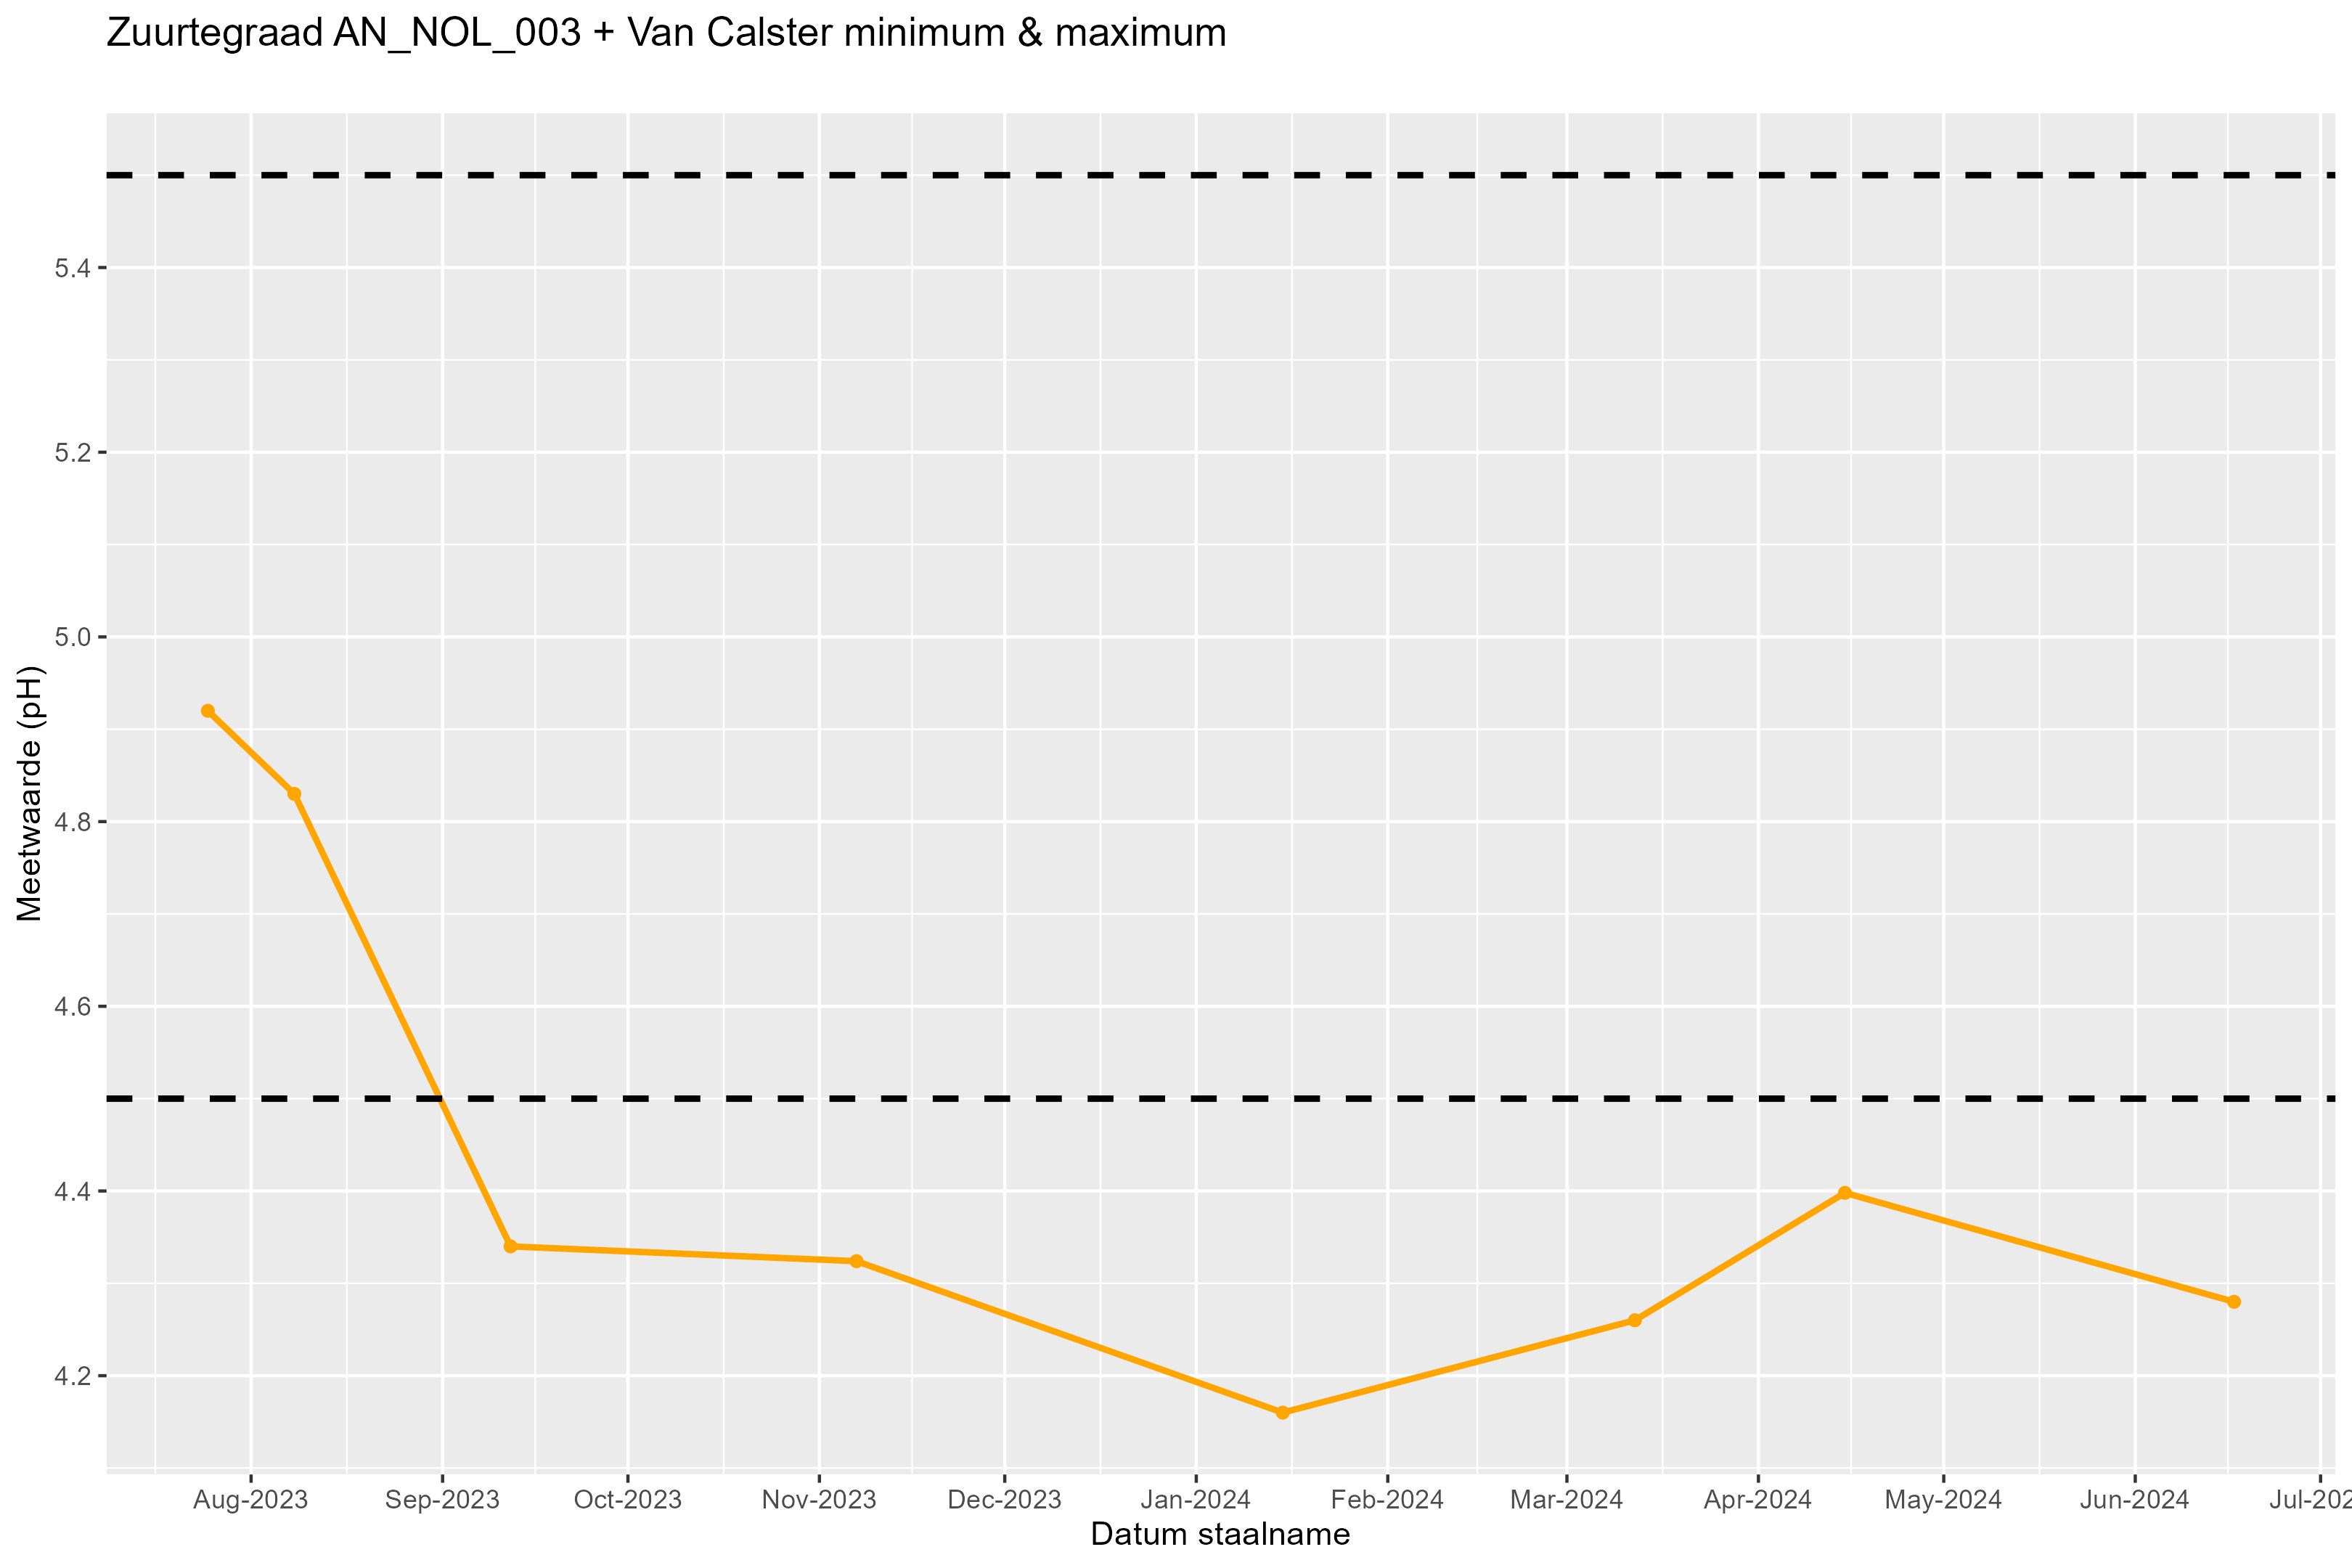 Zuurtegraad AN_NOL_003 + Van Calster minimum & maximum
5.4
5.2
5.0
4.8
4.6
4.4
4.2
Meetwaarde (pH)
Aug-2023 Sep-2023 Oct-2023 Nov-2023 Dec-2023 Jan-2024 Feb-2024 Mar-2024 Apr-2024 May-2024 Jun-2024 Jul-202
Datum staalname